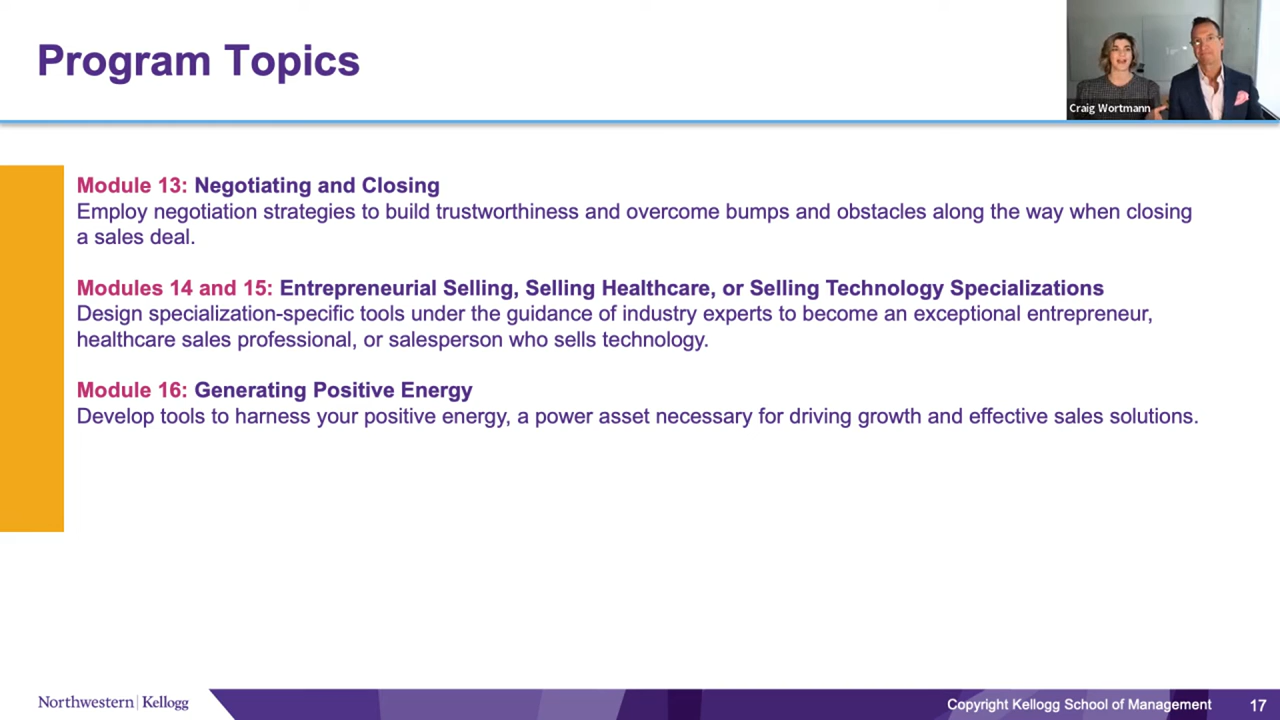 Program Topics
Craig Wortmann
Module 13: Negotiating and Closing
Employ negotiation strategies to build trustworthiness and overcome bumps and obstacles along the way when closing
a sales deal.
Modules 14 and 15: Entrepreneurial Selling, Selling Healthcare, or Selling Technology Specializations
Design specialization-specific tools under the guidance of industry experts to become an exceptional entrepreneur,
healthcare sales professional, or salesperson who sells technology.
Module 16: Generating Positive Energy
Develop tools to harness your positive energy, a power asset necessary for driving growth and effective sales solutions.
Northwestern | Kellogg
Copyright Kellogg School of Management 17